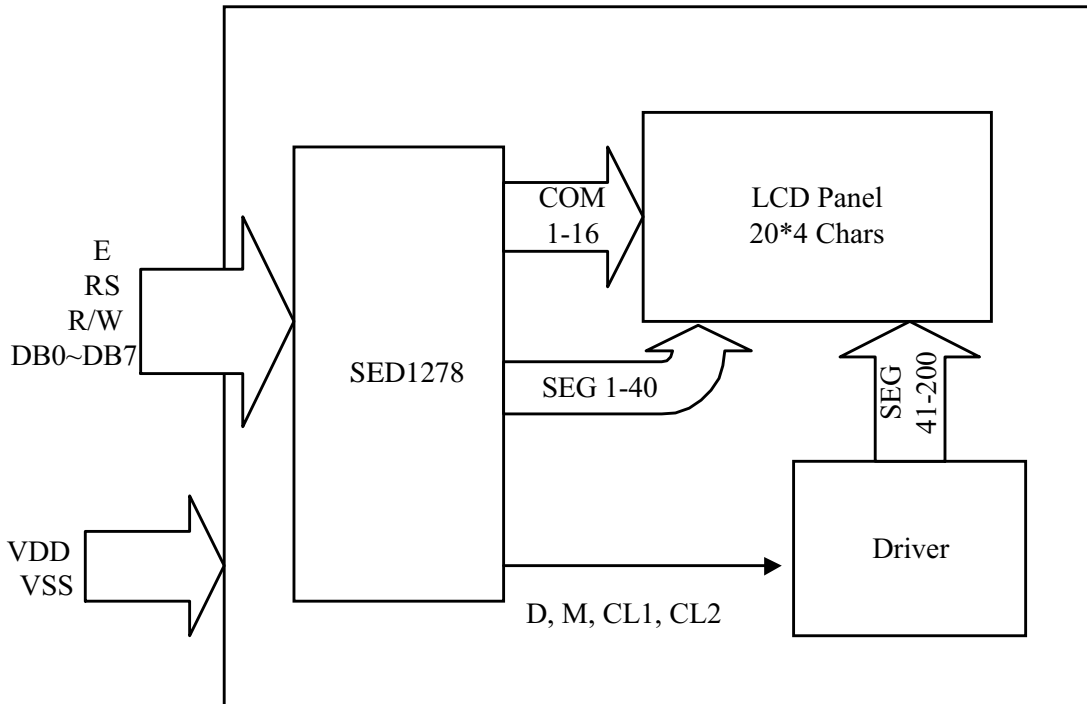 E
RS
R/W
DB0~DB7
VDD
VSS
SED1278
COM
1-16
SEG 1-40
D, M, CL1, CL2
LCD Panel
20*4 Chars
SEG
41-200
Driver